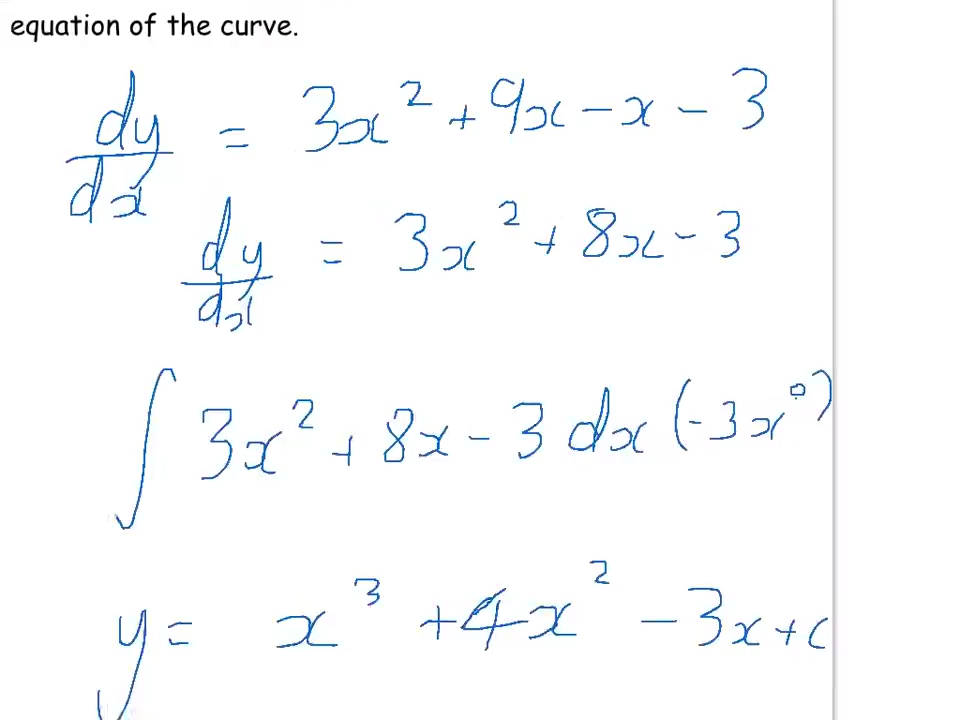 equation of the curve.
dy/dx = 3x² + 9x - x - 3
dy/dx = 3x² + 8x - 3
∫ 3x² + 8x - 3 dx (-3x⁰)
y = x³ + 4x² - 3x + c